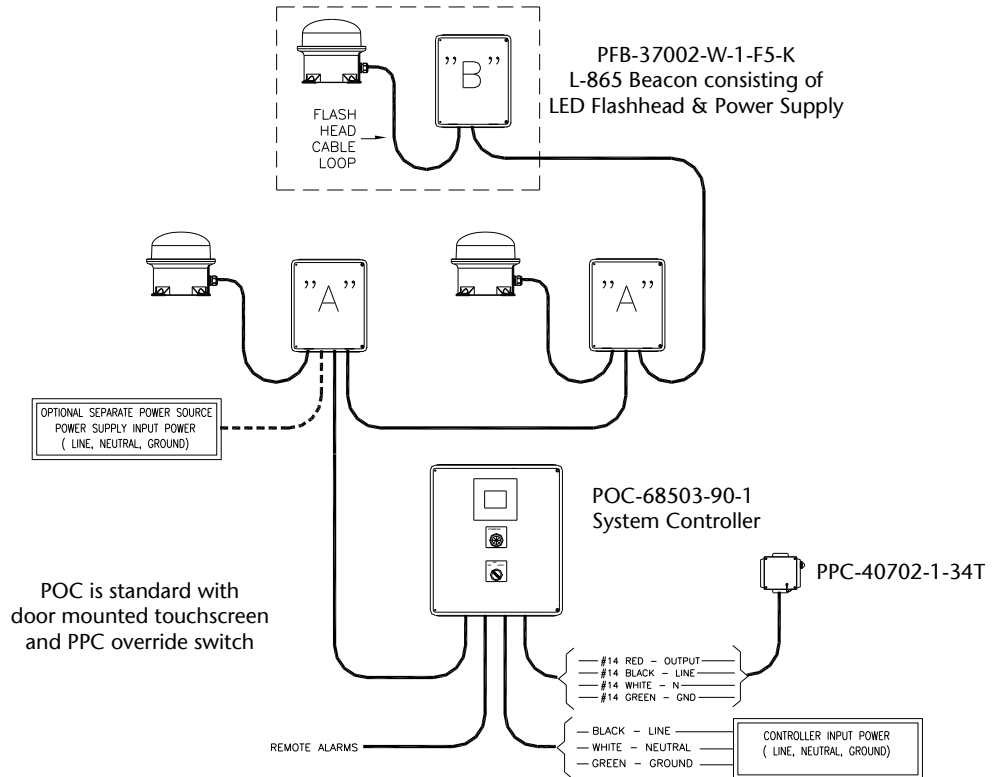 "B"
PFB-37002-W-1-F5-K
L-865 Beacon consisting of
LED Flashhead & Power Supply
FLASH
HEAD
CABLE
LOOP
"A"
"A"
OPTIONAL SEPARATE POWER SOURCE
POWER SUPPLY INPUT POWER
( LINE, NEUTRAL, GROUND)
POC-68503-90-1
System Controller
PPC-40702-1-34T
POC is standard with
door mounted touchscreen
and PPC override switch
#14 RED - OUTPUT
#14 BLACK - LINE
#14 WHITE - N
#14 GREEN - GND
REMOTE ALARMS
BLACK - LINE
WHITE - NEUTRAL
GREEN - GROUND
CONTROLLER INPUT POWER
( LINE, NEUTRAL, GROUND)